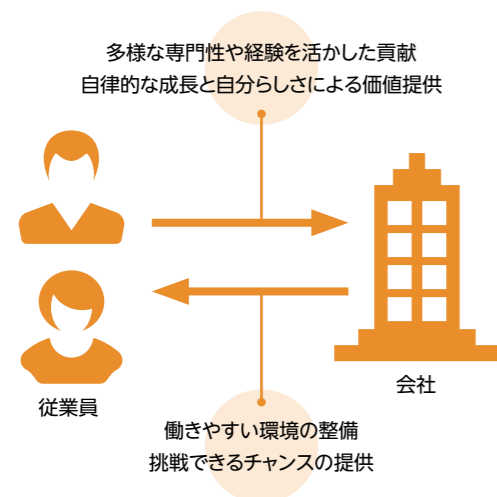 多様な専門性や経験を活かした貢献
自律的な成長と自分らしさによる価値提供
従業員
会社
働きやすい環境の整備
挑戦できるチャンスの提供